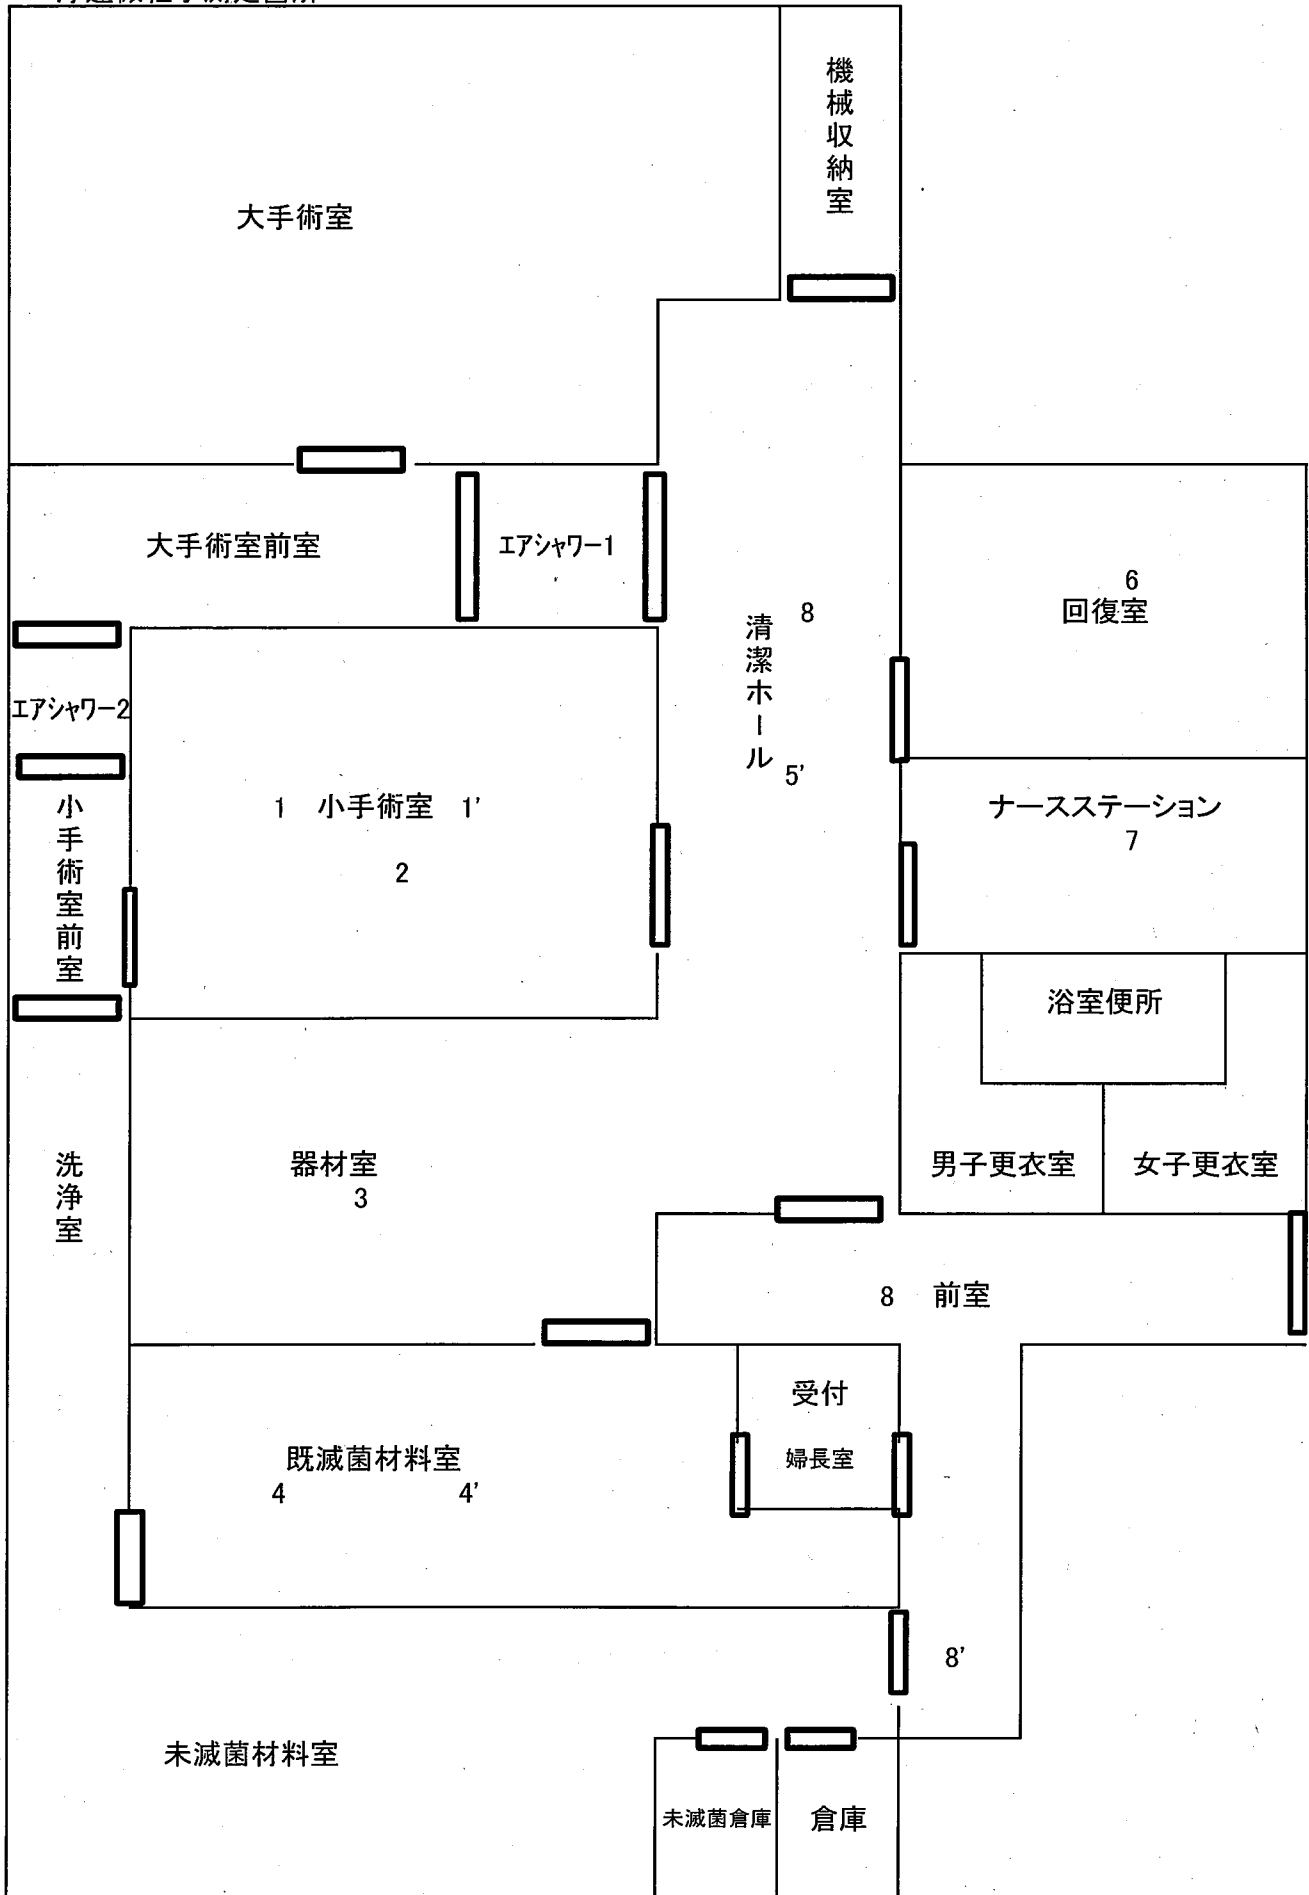 機械収納室
大手術室
大手術室前室
エアシャワー1
6
回復室
8
清潔ホール
5'
エアシャワー2
小手術室前室
1 小手術室 1'
2
ナースステーション
7
浴室便所
男子更衣室
女子更衣室
洗浄室
器材室
3
8 前室
受付
婦長室
既滅菌材料室
4 4'
8'
未滅菌材料室
未滅菌倉庫
倉庫